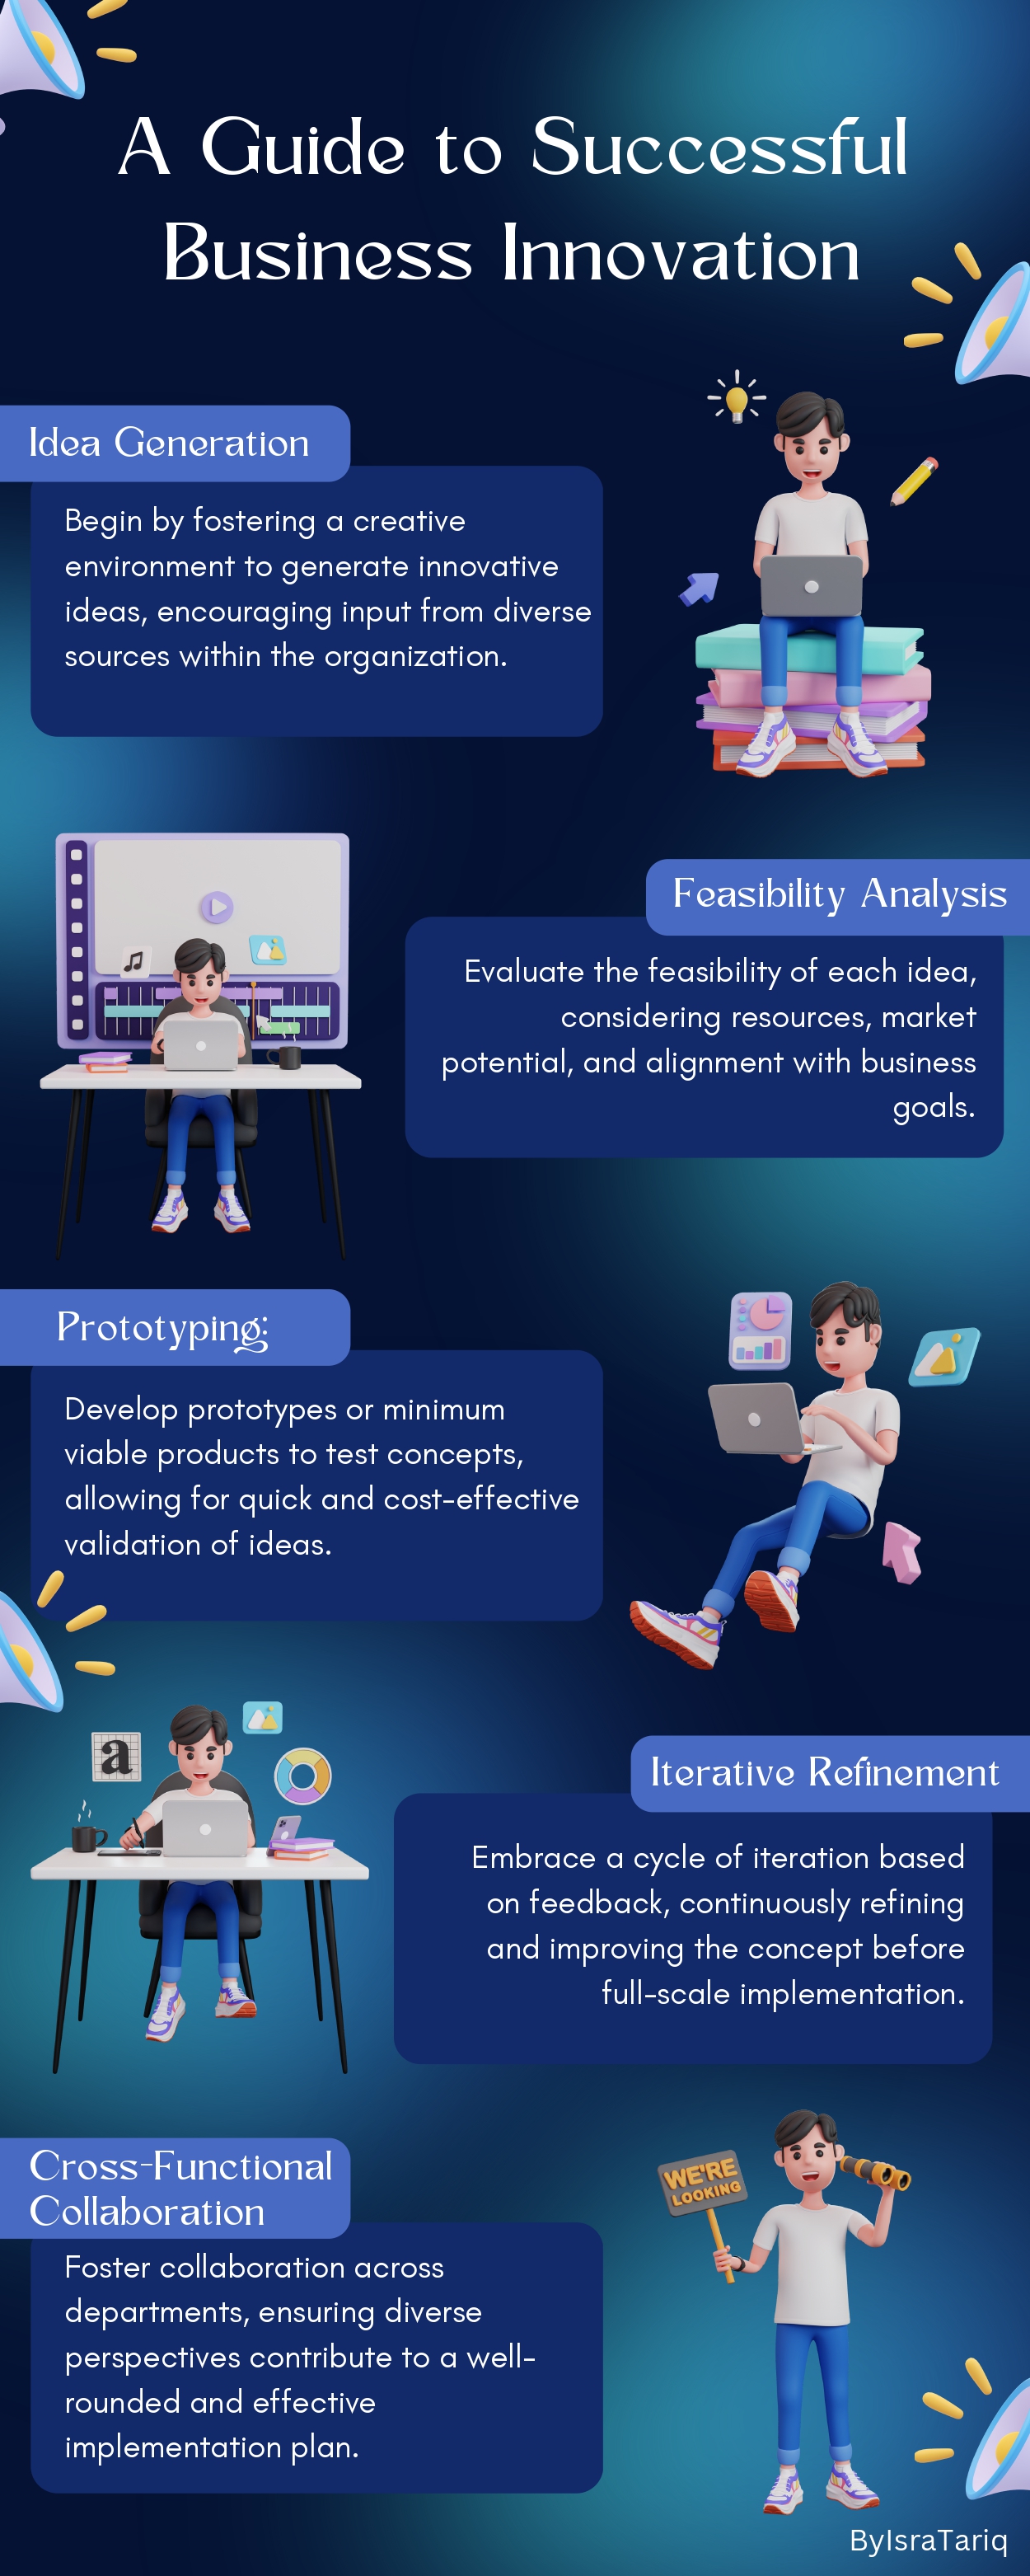 A Guide to Successful
Business Innovation
Idea Generation
Begin by fostering a creative
environment to generate innovative
ideas, encouraging input from diverse
sources within the organization.
Feasibility Analysis
Evaluate the feasibility of each idea,
considering resources, market
potential, and alignment with business
goals.
Prototyping:
Develop prototypes or minimum
viable products to test concepts,
allowing for quick and cost-effective
validation of ideas.
a
Iterative Refinement
Embrace a cycle of iteration based
on feedback, continuously refining
and improving the concept before
full-scale implementation.
Cross-Functional
Collaboration
Foster collaboration across
departments, ensuring diverse
perspectives contribute to a well-
rounded and effective
implementation plan.
WE'RE
LOOKING
ByIsraTariq